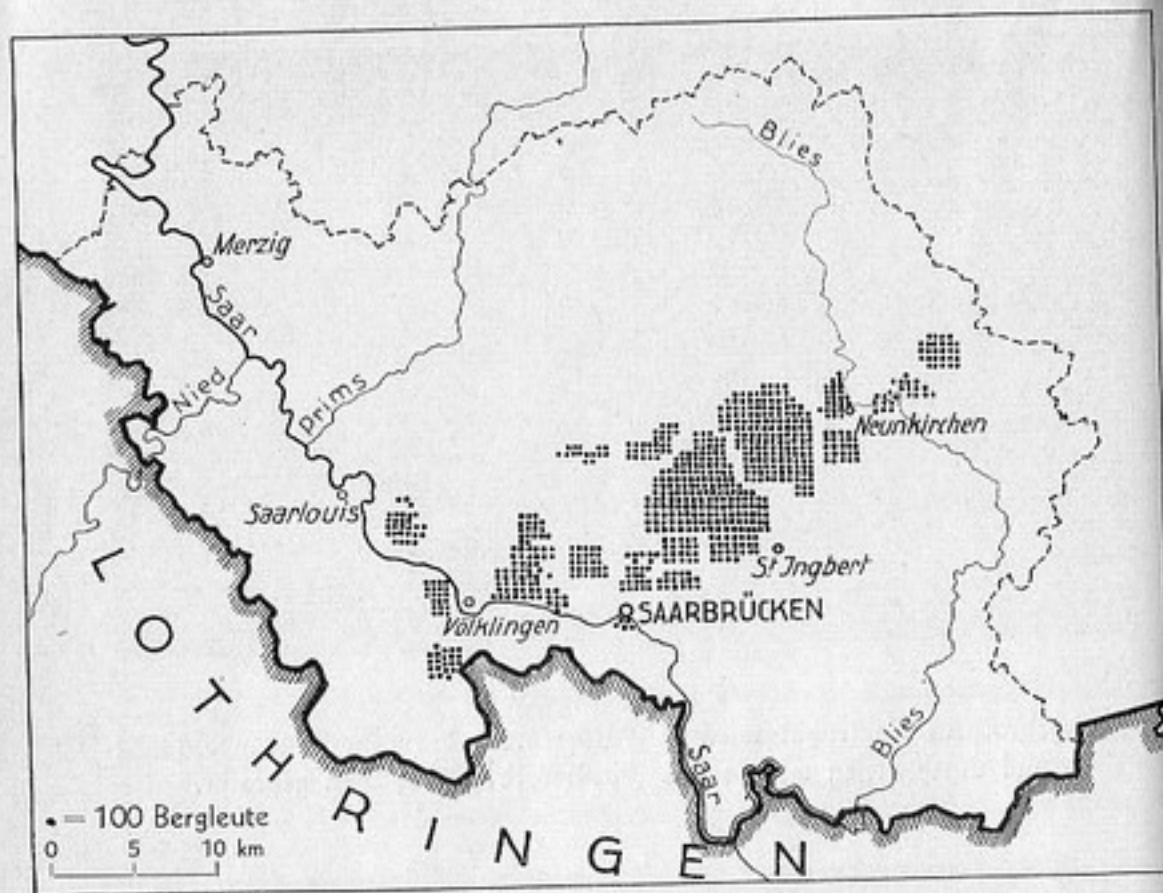 Blies
Merzig
Saar
Nied
Prims
Neunkirchen
Saarlouis
St Jngbert
SAARBRÜCKEN
Völklingen
LOTHRINGEN
Blies
Saar
• = 100 Bergleute
0 5 10 km